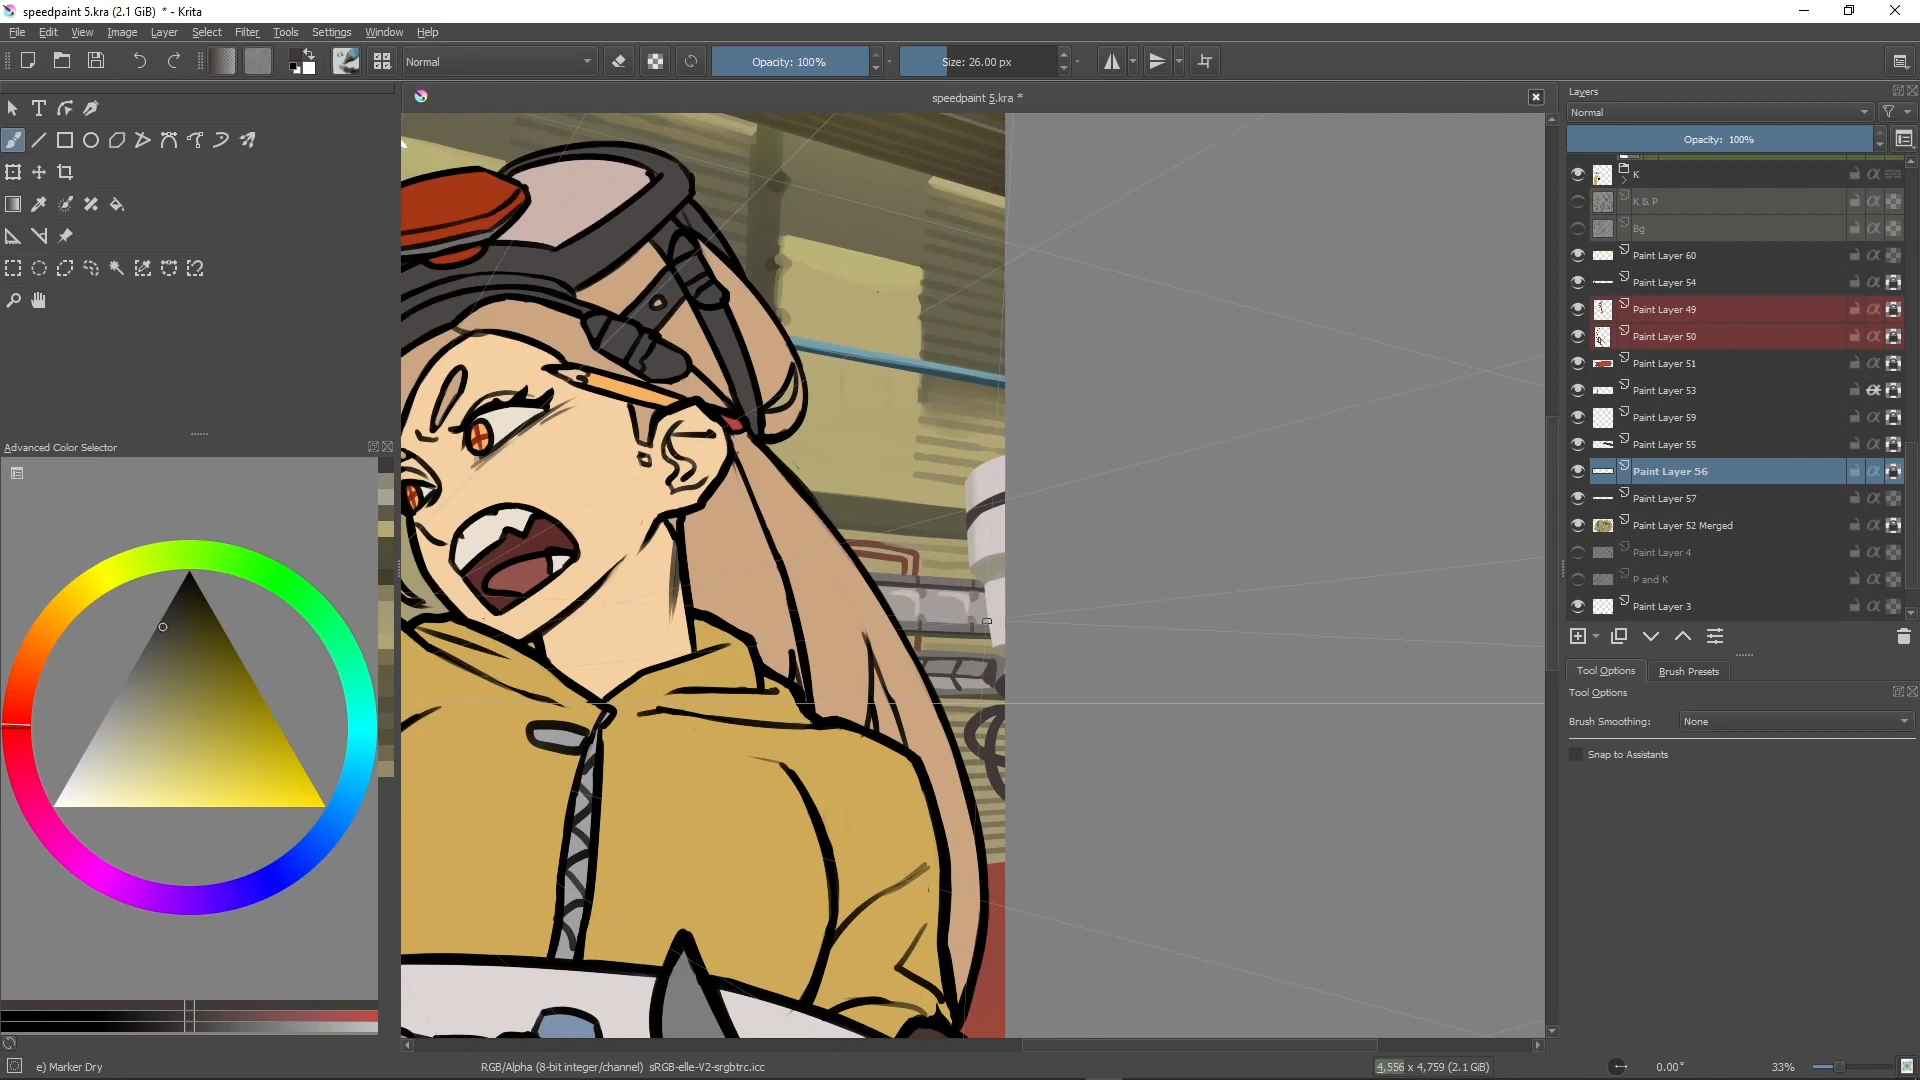 speedpaint 5.kra (2.1 GiB) * - Krita
File Edit View Image Layer Select Filter Tools Settings Window Help
Normal Opacity: 100% Size: 26.00 px
speedpaint 5.kra *
Layers
Normal
Opacity: 100%
K
K & P
Bg
Paint Layer 60
Paint Layer 54
Paint Layer 49
Paint Layer 50
Paint Layer 51
Paint Layer 53
Paint Layer 59
Paint Layer 55
Paint Layer 56
Paint Layer 57
Paint Layer 52 Merged
Paint Layer 4
P and K
Paint Layer 3
Advanced Color Selector
Tool Options Brush Presets
Tool Options
Brush Smoothing: None
Snap to Assistants
e) Marker Dry
RGB/Alpha (8-bit integer/channel) sRGB-elle-V2-srgbtrc.icc
4,556 x 4,759 (2.1 GiB)
0.00°
33%